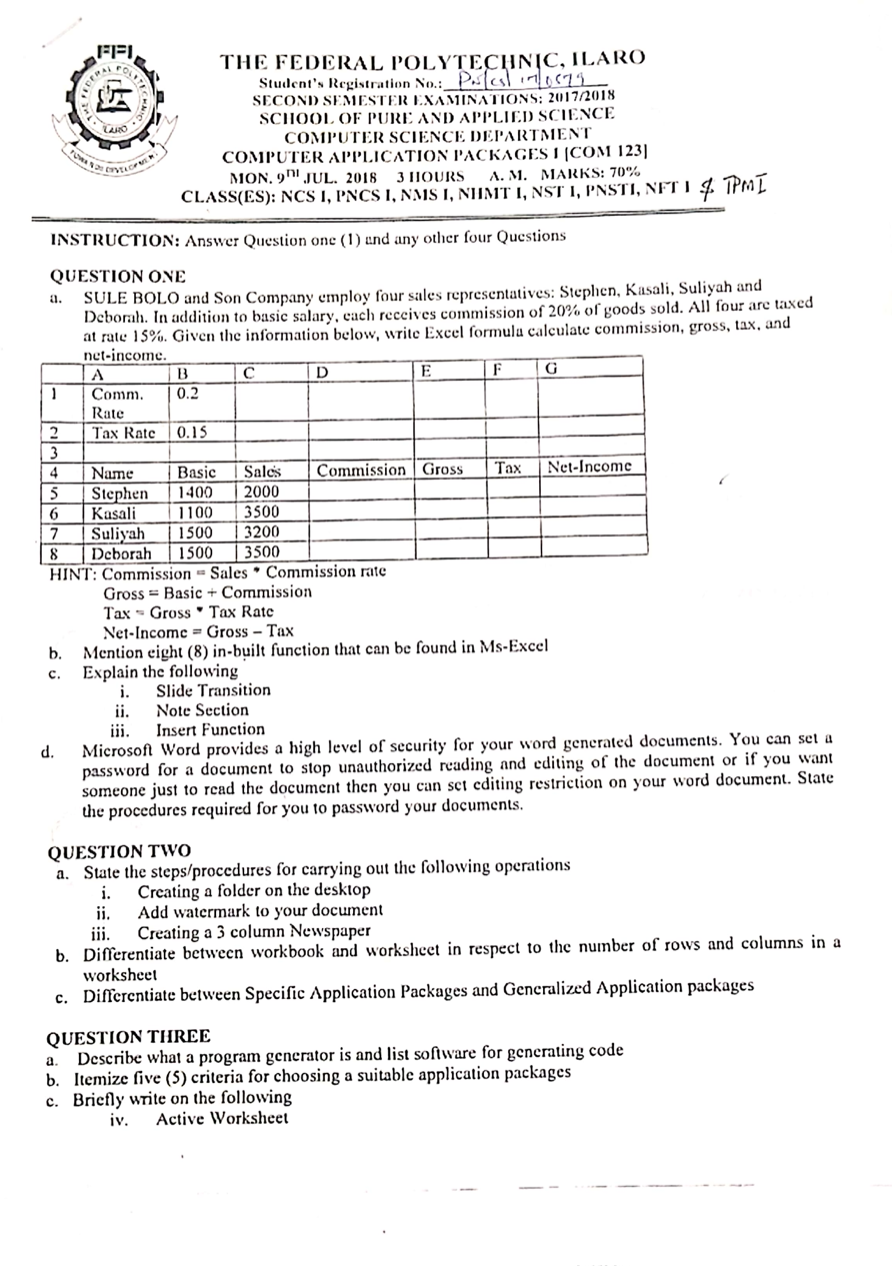 FPI
THE FEDERAL POLYTECHNIC
ILARO
TOWARDS DEVELOPMENT
THE FEDERAL POLYTECHNIC, ILARO
Student's Registration No.:
SECOND SEMESTER EXAMINATIONS: 2017/2018
SCHOOL OF PURE AND APPLIED SCIENCE
COMPUTER SCIENCE DEPARTMENT
COMPUTER APPLICATION PACKAGES I [COM 123]
MON. 9TH JUL. 2018 3 HOURS A. M. MARKS: 70%
CLASS(ES): NCS I, PNCS I, NMS I, NHMT I, NST I, PNSTI, NFT I & TPMI
INSTRUCTION: Answer Question one (1) and any other four Questions
QUESTION ONE
a. SULE BOLO and Son Company employ four sales representatives: Stephen, Kasali, Suliyah and
Deborah. In addition to basic salary, each receives commission of 20% of goods sold. All four are taxed
at rate 15%. Given the information below, write Excel formula calculate commission, gross, tax, and
net-income.
A B C D E F G
1 Comm. 0.2
Rate
2 Tax Rate 0.15
3
4 Name Basic Sales Commission Gross Tax Net-Income
5 Stephen 1400 2000
6 Kasali 1100 3500
7 Suliyah 1500 3200
8 Deborah 1500 3500
HINT: Commission = Sales * Commission rate
Gross = Basic + Commission
Tax = Gross * Tax Rate
Net-Income = Gross – Tax
b. Mention eight (8) in-built function that can be found in Ms-Excel
c. Explain the following
i. Slide Transition
ii. Note Section
iii. Insert Function
d. Microsoft Word provides a high level of security for your word generated documents. You can set a
password for a document to stop unauthorized reading and editing of the document or if you want
someone just to read the document then you can set editing restriction on your word document. State
the procedures required for you to password your documents.
QUESTION TWO
a. State the steps/procedures for carrying out the following operations
i. Creating a folder on the desktop
ii. Add watermark to your document
iii. Creating a 3 column Newspaper
b. Differentiate between workbook and worksheet in respect to the number of rows and columns in a
worksheet
c. Differentiate between Specific Application Packages and Generalized Application packages
QUESTION THREE
a. Describe what a program generator is and list software for generating code
b. Itemize five (5) criteria for choosing a suitable application packages
c. Briefly write on the following
iv. Active Worksheet